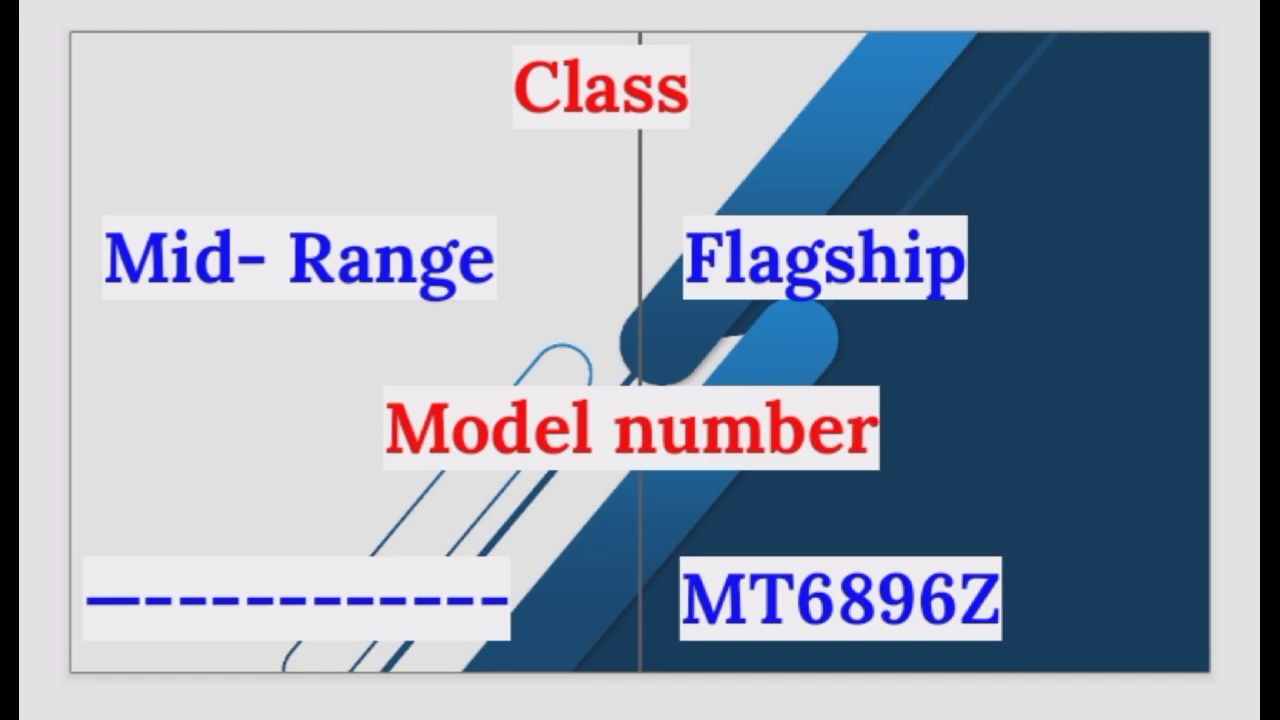 Class
Mid- Range Flagship
Model number
—------------ MT6896Z